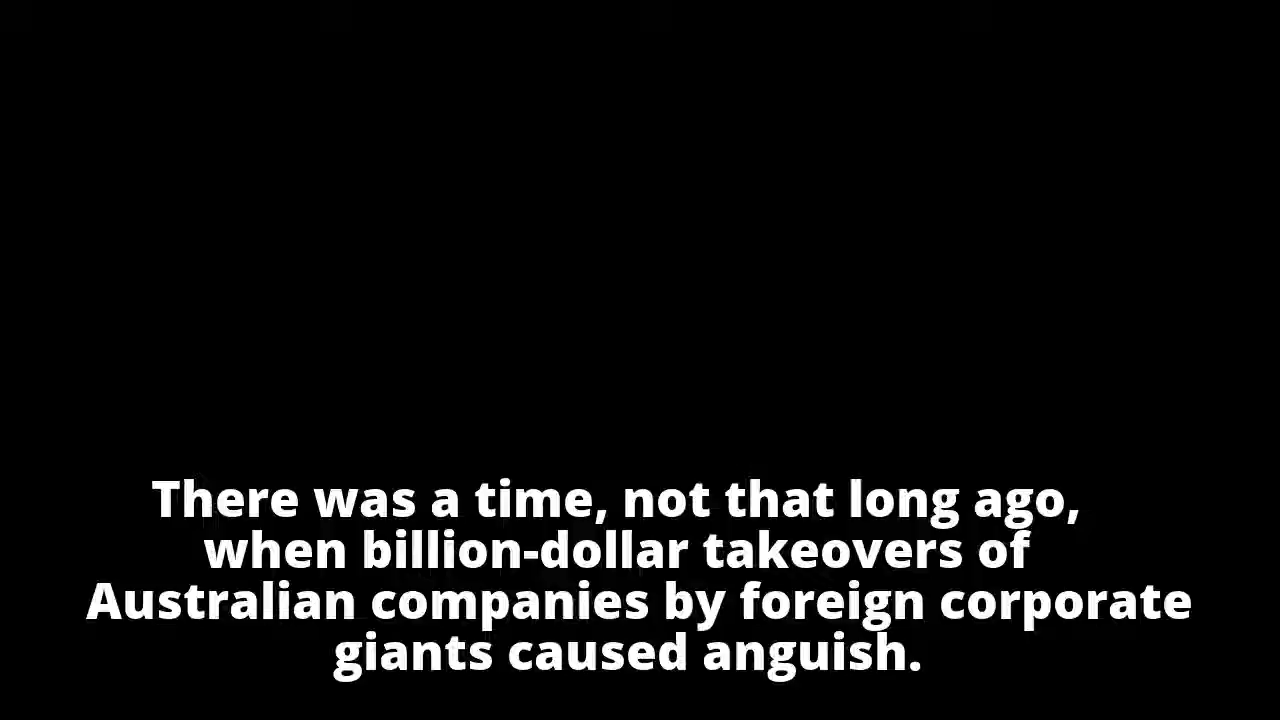 There was a time, not that long ago,
when billion-dollar takeovers of
Australian companies by foreign corporate
giants caused anguish.